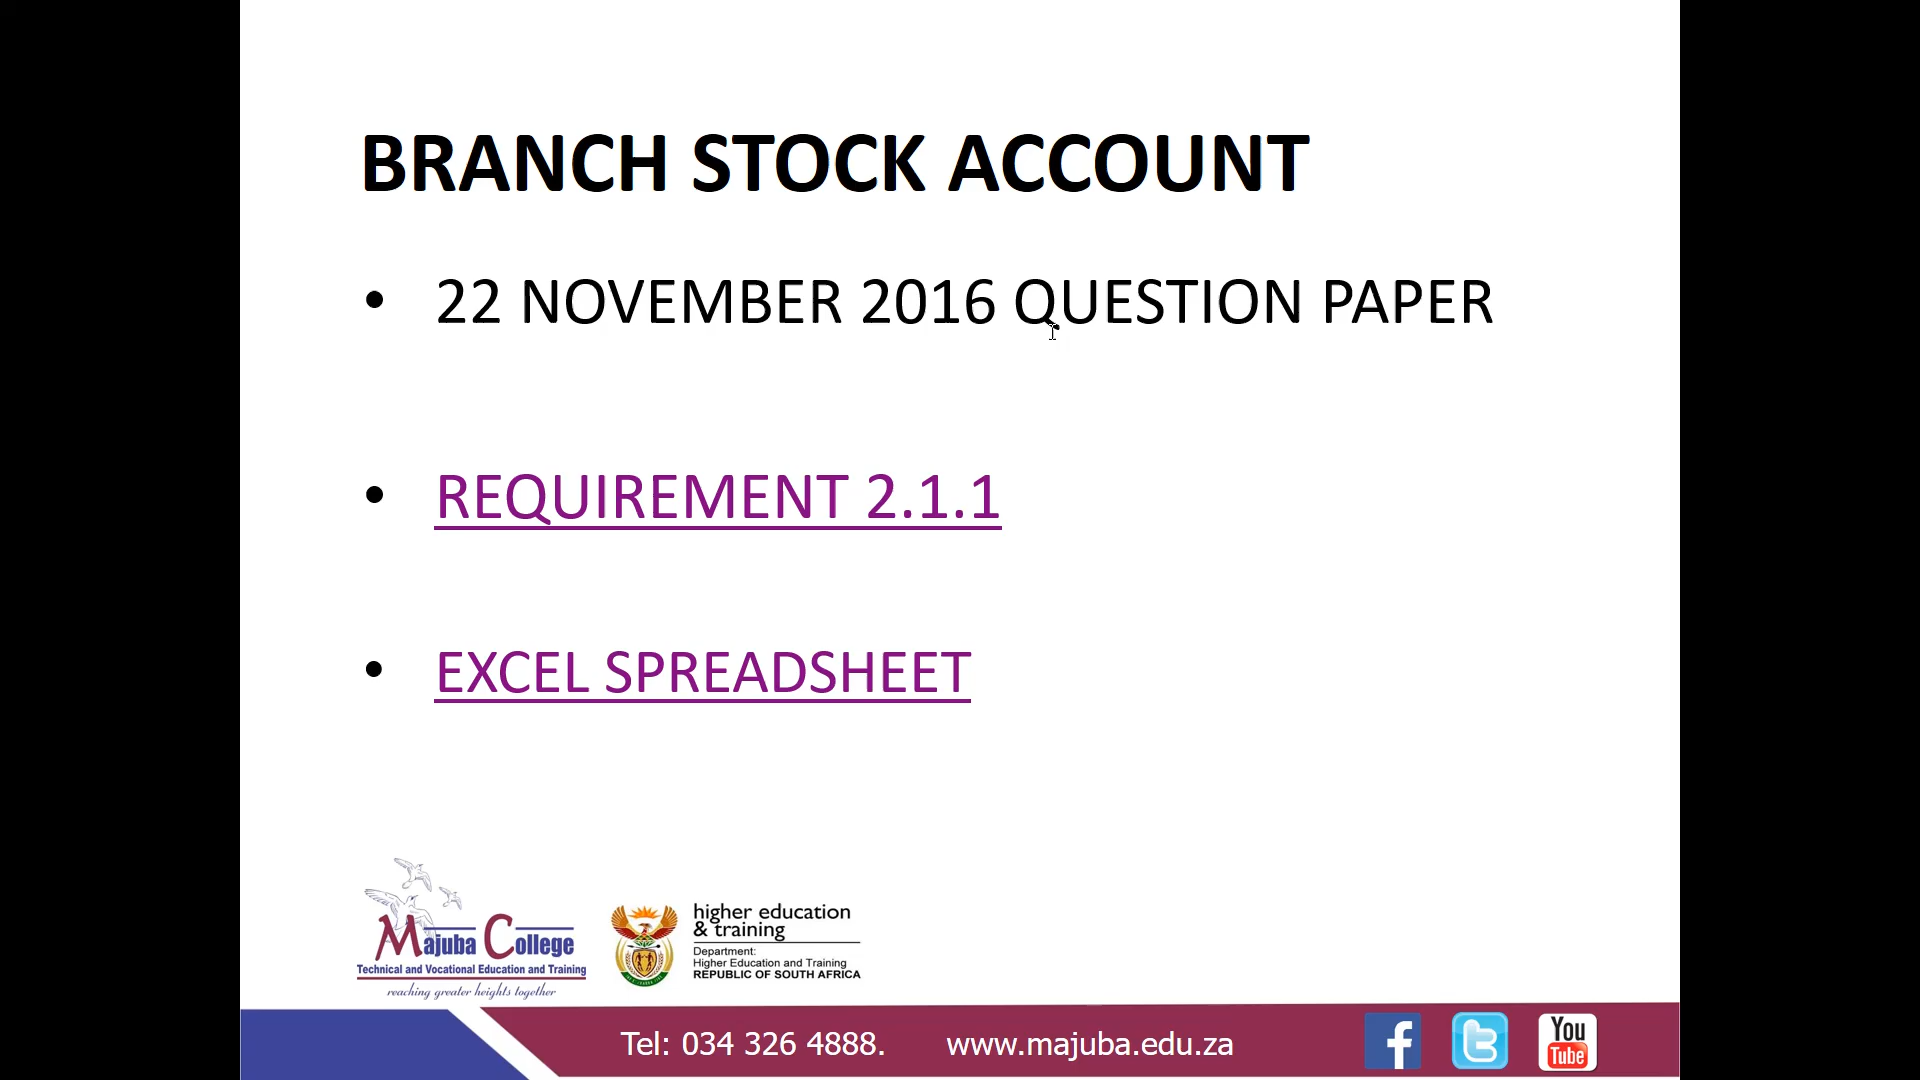 BRANCH STOCK ACCOUNT
• 22 NOVEMBER 2016 QUESTION PAPER
• REQUIREMENT 2.1.1
• EXCEL SPREADSHEET
Majuba College
Technical and Vocational Education and Training
reaching greater heights together
higher education
& training
Department:
Higher Education and Training
REPUBLIC OF SOUTH AFRICA
Tel: 034 326 4888. www.majuba.edu.za
You
Tube